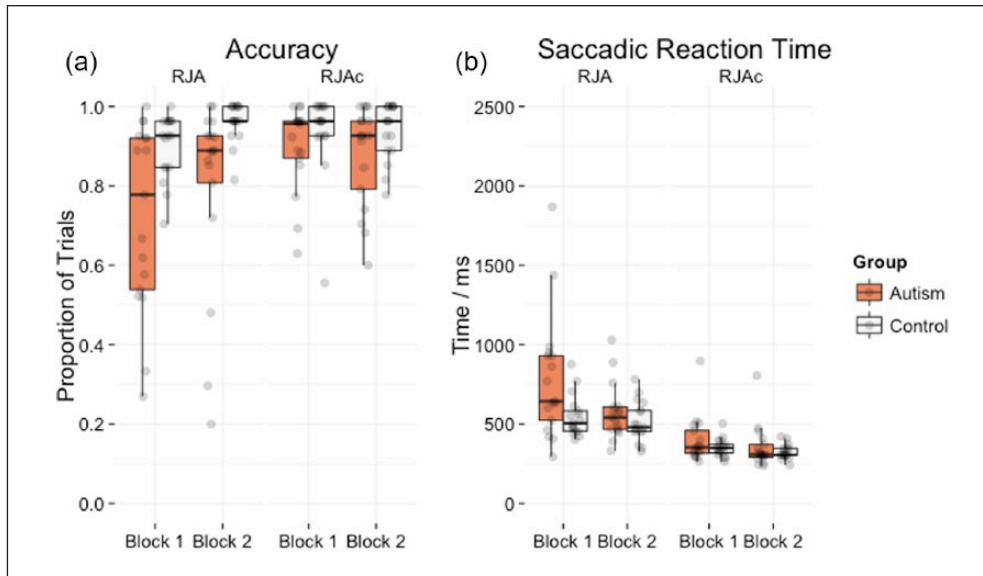 (a)
Accuracy
RJA
RJAc
Proportion of Trials
1.0
0.8
0.6
0.4
0.2
0.0
Block 1
Block 2
Block 1
Block 2
(b)
Saccadic Reaction Time
RJA
RJAc
Time / ms
2500
2000
1500
1000
500
0
Block 1
Block 2
Block 1
Block 2
Group
Autism
Control